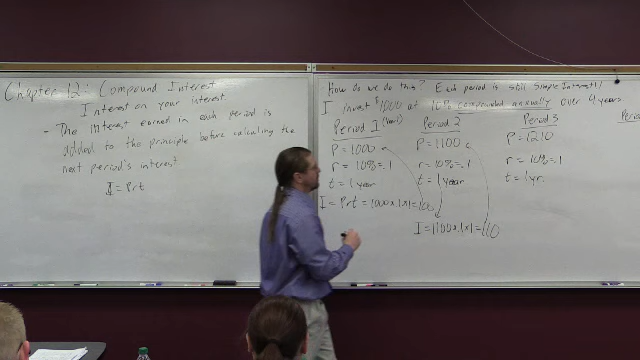 Chapter 12: Compound Interest
Interest on your interest
- The interest earned in each period is
added to the principle before calculating the
next period's interest
I = Prt
How do we do this? Each period is still Simple Interest!
I invest $1000 at 10% compounded annually over 4 years.
Period 1
P = 1000
r = 10% = .1
t = 1 year
I = Prt = 1000 x .1 x 1 = 100
Period 2
P = 1100
r = 10% = .1
t = 1 year
I = 1100 x .1 x 1 = 110
Period 3
P = 1210
r = 10% = .1
t = 1 yr.